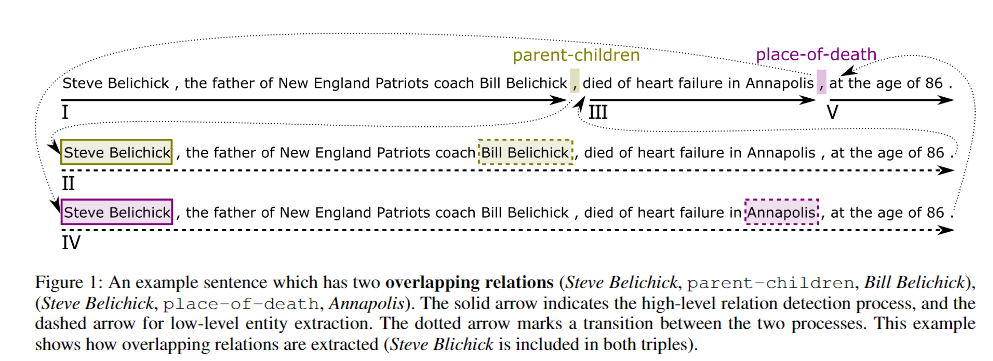 parent-children place-of-death
Steve Belichick , the father of New England Patriots coach Bill Belichick , died of heart failure in Annapolis , at the age of 86 .
I III V
Steve Belichick , the father of New England Patriots coach Bill Belichick , died of heart failure in Annapolis , at the age of 86 .
II
Steve Belichick , the father of New England Patriots coach Bill Belichick , died of heart failure in Annapolis , at the age of 86 .
IV
Figure 1: An example sentence which has two overlapping relations (Steve Belichick, parent-children, Bill Belichick),
(Steve Belichick, place-of-death, Annapolis). The solid arrow indicates the high-level relation detection process, and the
dashed arrow for low-level entity extraction. The dotted arrow marks a transition between the two processes. This example
shows how overlapping relations are extracted (Steve Blichick is included in both triples).